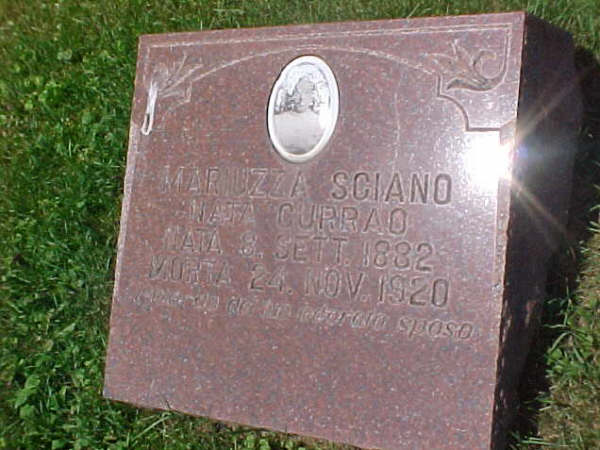 MARIUZZA SCIANO
NATA CURRAO
NATA 8. SETT. 1882
MORTA 24. NOV. 1920
sposo